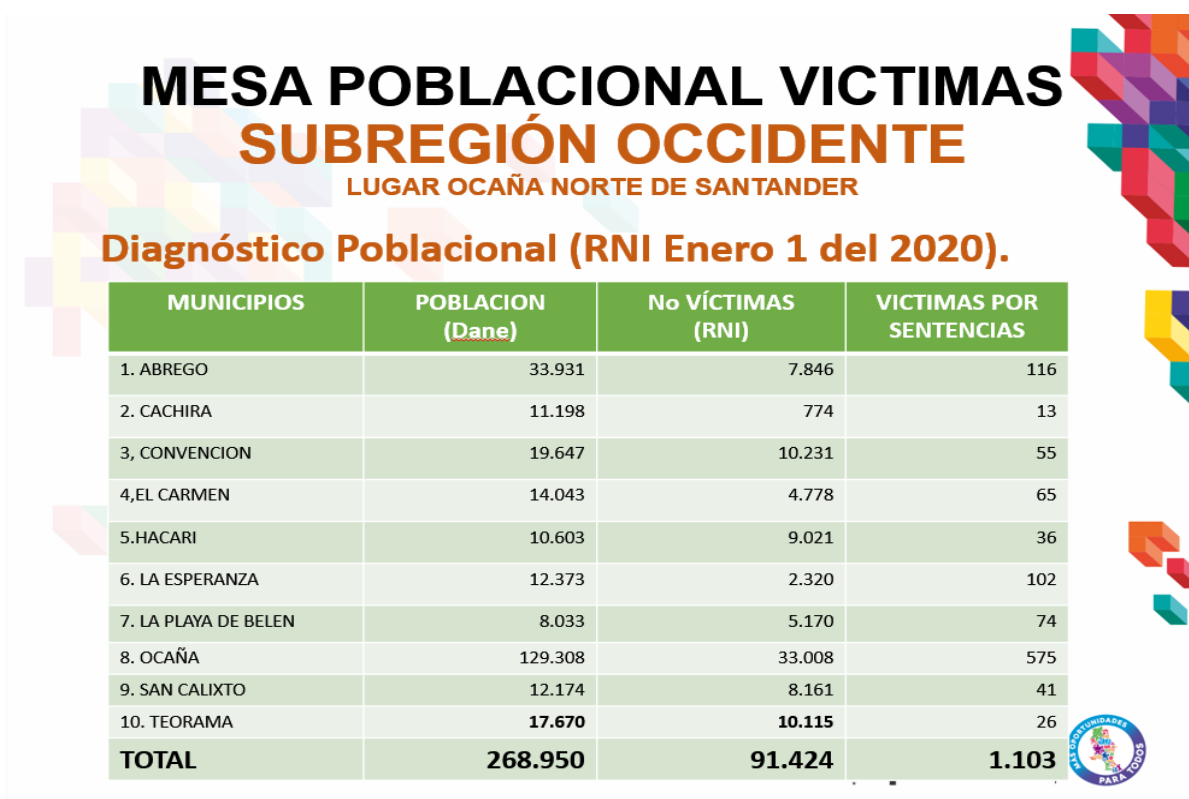 MESA POBLACIONAL VICTIMAS
SUBREGIÓN OCCIDENTE
LUGAR OCAÑA NORTE DE SANTANDER
Diagnóstico Poblacional (RNI Enero 1 del 2020).
MUNICIPIOS POBLACION (Dane) No VÍCTIMAS (RNI) VICTIMAS POR SENTENCIAS
1. ABREGO 33.931 7.846 116
2. CACHIRA 11.198 774 13
3, CONVENCION 19.647 10.231 55
4,EL CARMEN 14.043 4.778 65
5.HACARI 10.603 9.021 36
6. LA ESPERANZA 12.373 2.320 102
7. LA PLAYA DE BELEN 8.033 5.170 74
8. OCAÑA 129.308 33.008 575
9. SAN CALIXTO 12.174 8.161 41
10. TEORAMA 17.670 10.115 26
TOTAL 268.950 91.424 1.103
MÁS OPORTUNIDADES PARA TODOS